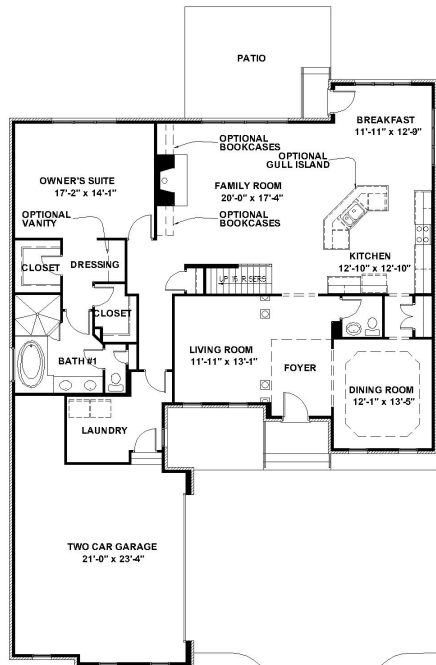 PATIO
BREAKFAST
11'-11" x 12'-9"
OPTIONAL
BOOKCASES
OPTIONAL
GULL ISLAND
OWNER'S SUITE
17'-2" x 14'-1"
FAMILY ROOM
20'-0" x 17'-4"
OPTIONAL
VANITY
OPTIONAL
BOOKCASES
KITCHEN
12'-10" x 12'-10"
CLOSET
DRESSING
UP 15 RISERS
CLOSET
LIVING ROOM
11'-11" x 13'-1"
BATH #1
FOYER
DINING ROOM
12'-1" x 13'-5"
LAUNDRY
TWO CAR GARAGE
21'-0" x 23'-4"